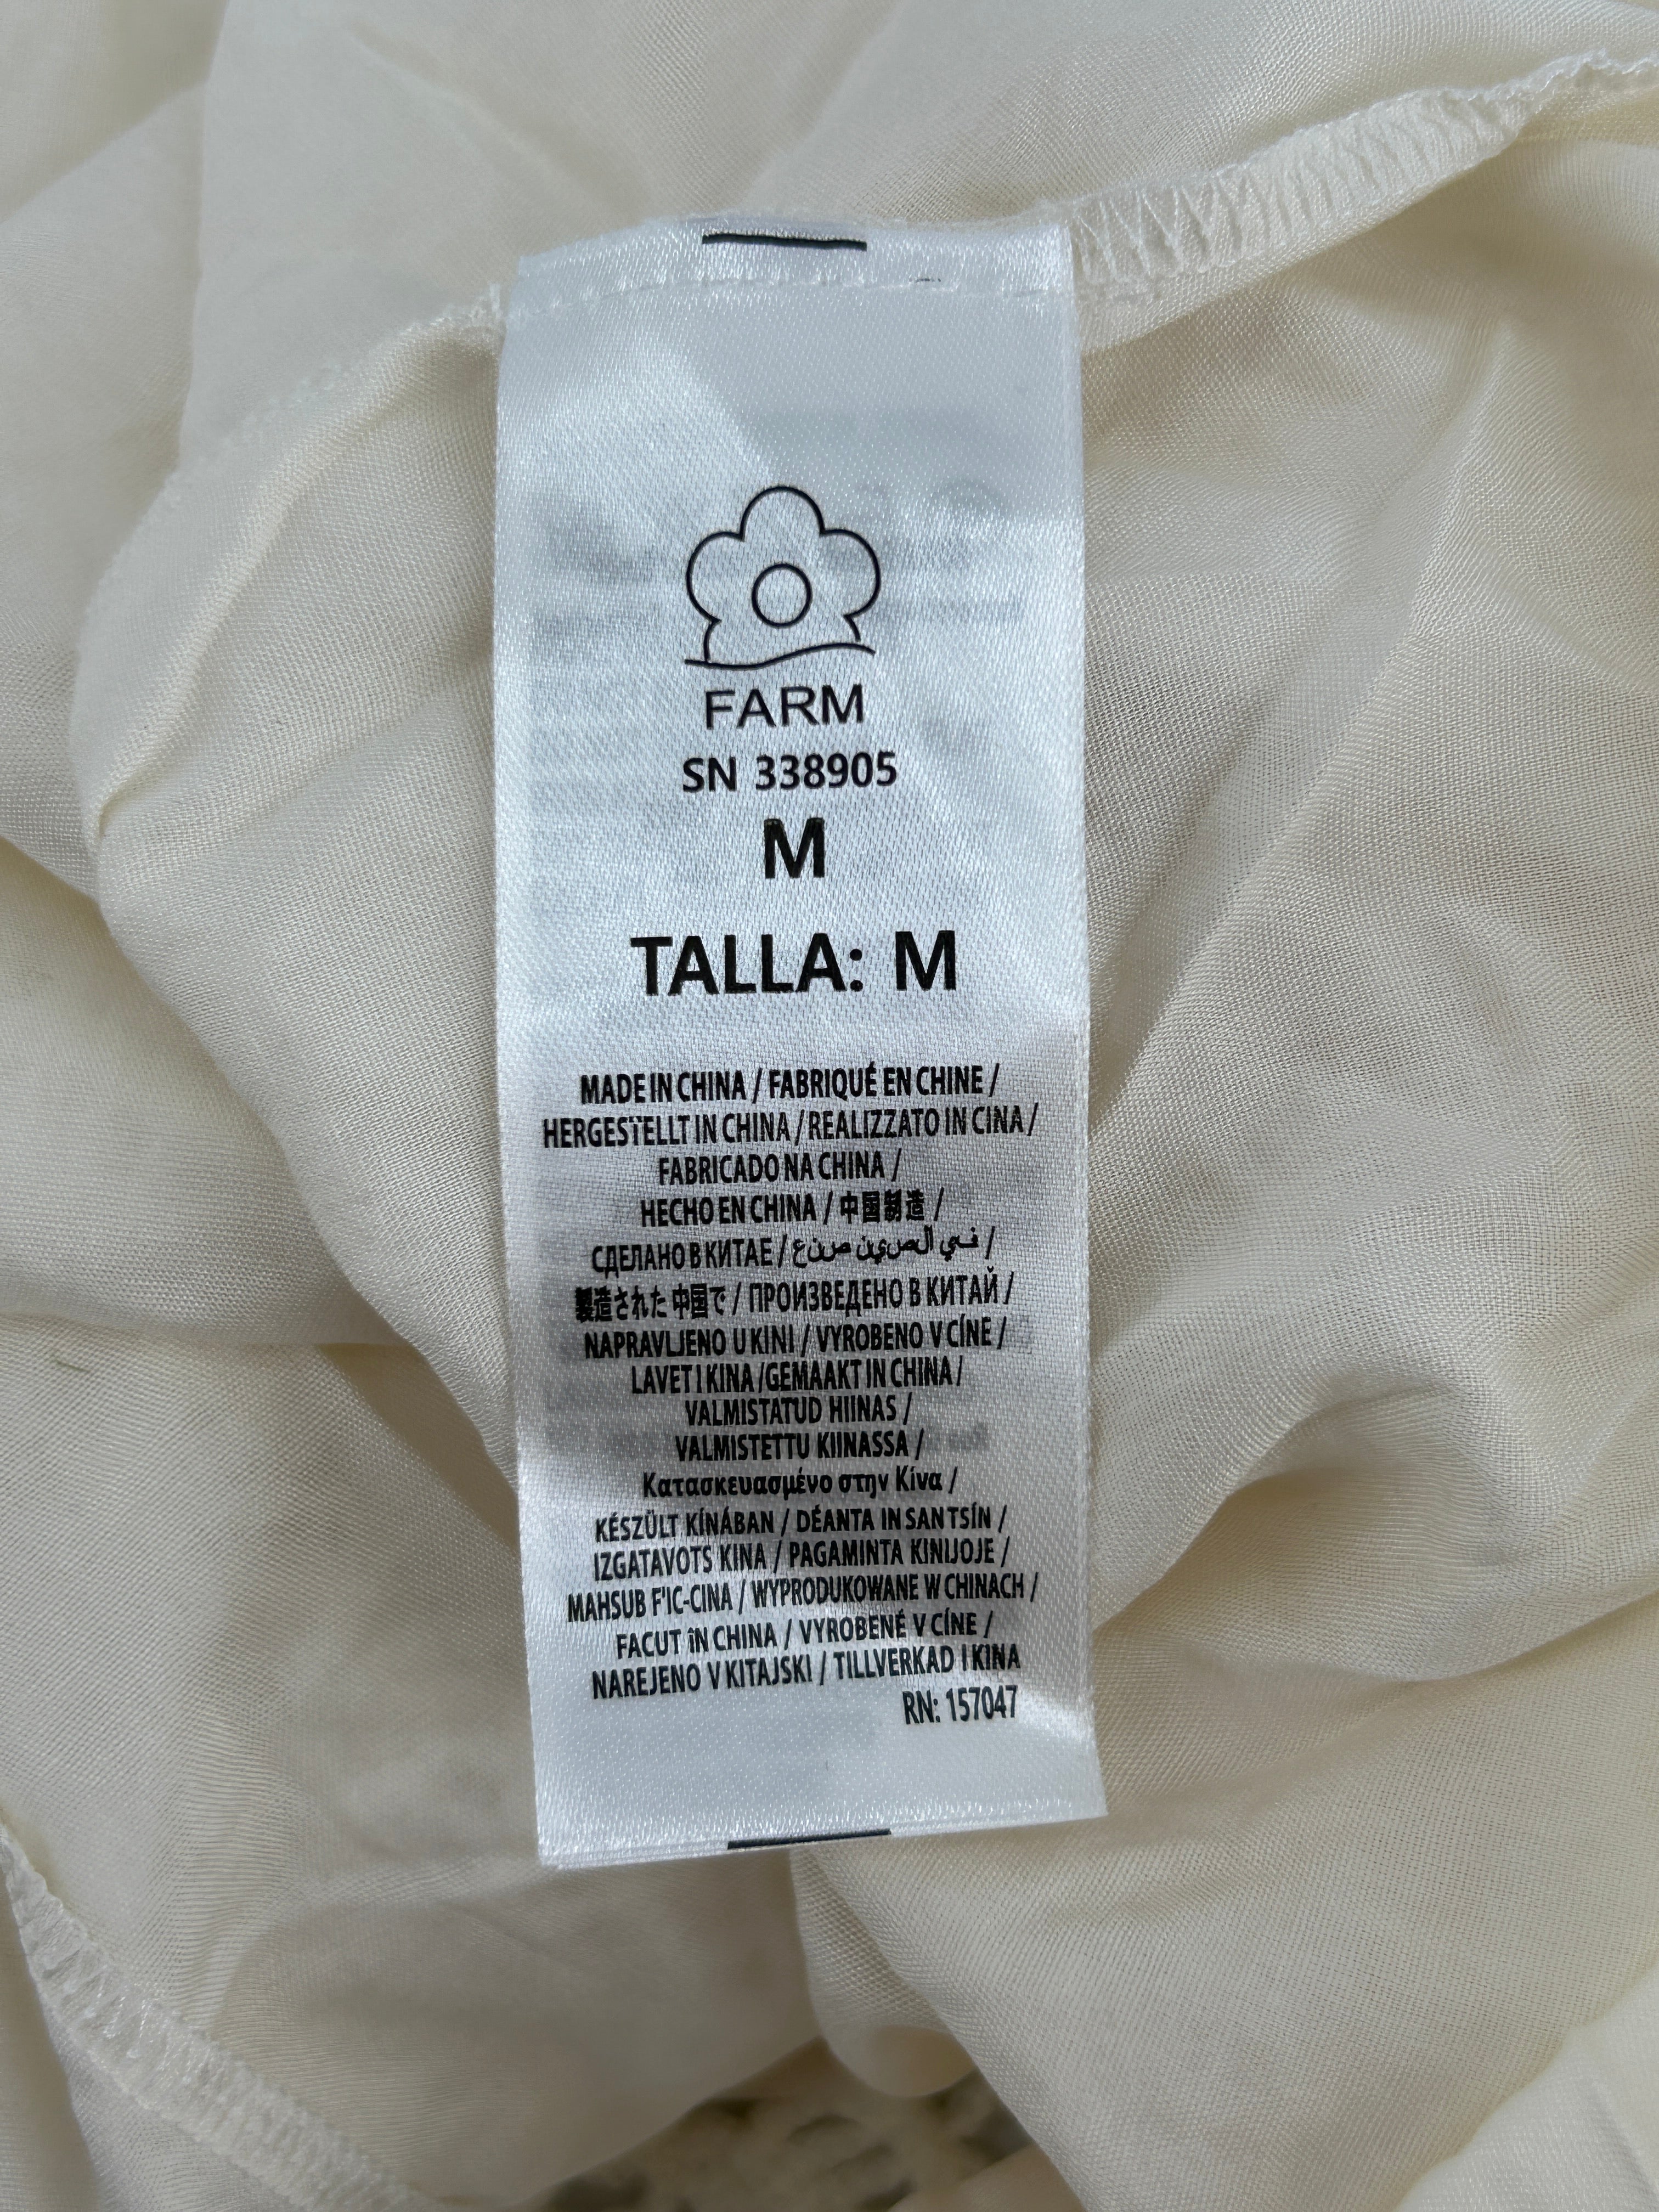 FARM
SN 338905
M
TALLA: M
MADE IN CHINA / FABRIQUÉ EN CHINE /
HERGESTELLT IN CHINA / REALIZZATO IN CINA /
FABRICADO NA CHINA /
HECHO EN CHINA / 中国製造 /
СДЕЛАНО В КИТАЕ / في الصين صنع /
製造された 中国で / ПРОИЗВЕДЕНО В КИТАЙ /
NAPRAVLJENO U KINI / VYROBENO V CÍNE /
LAVET I KINA /GEMAAKT IN CHINA /
VALMISTATUD HIINAS /
VALMISTETTU KIINASSA /
Κατασκευασμένο στην Κίνα /
KÉSZÜLT KÍNÁBAN / DÉANTA IN SAN TSÍN /
IZGATAVOTS KINA / PAGAMINTA KINIJOJE /
MAHSUB F'IC-CINA / WYPRODUKOWANE W CHINACH /
FACUT îN CHINA / VYROBENÉ V CÍNE /
NAREJENO V KITAJSKI / TILLVERKAD I KINA
RN: 157047